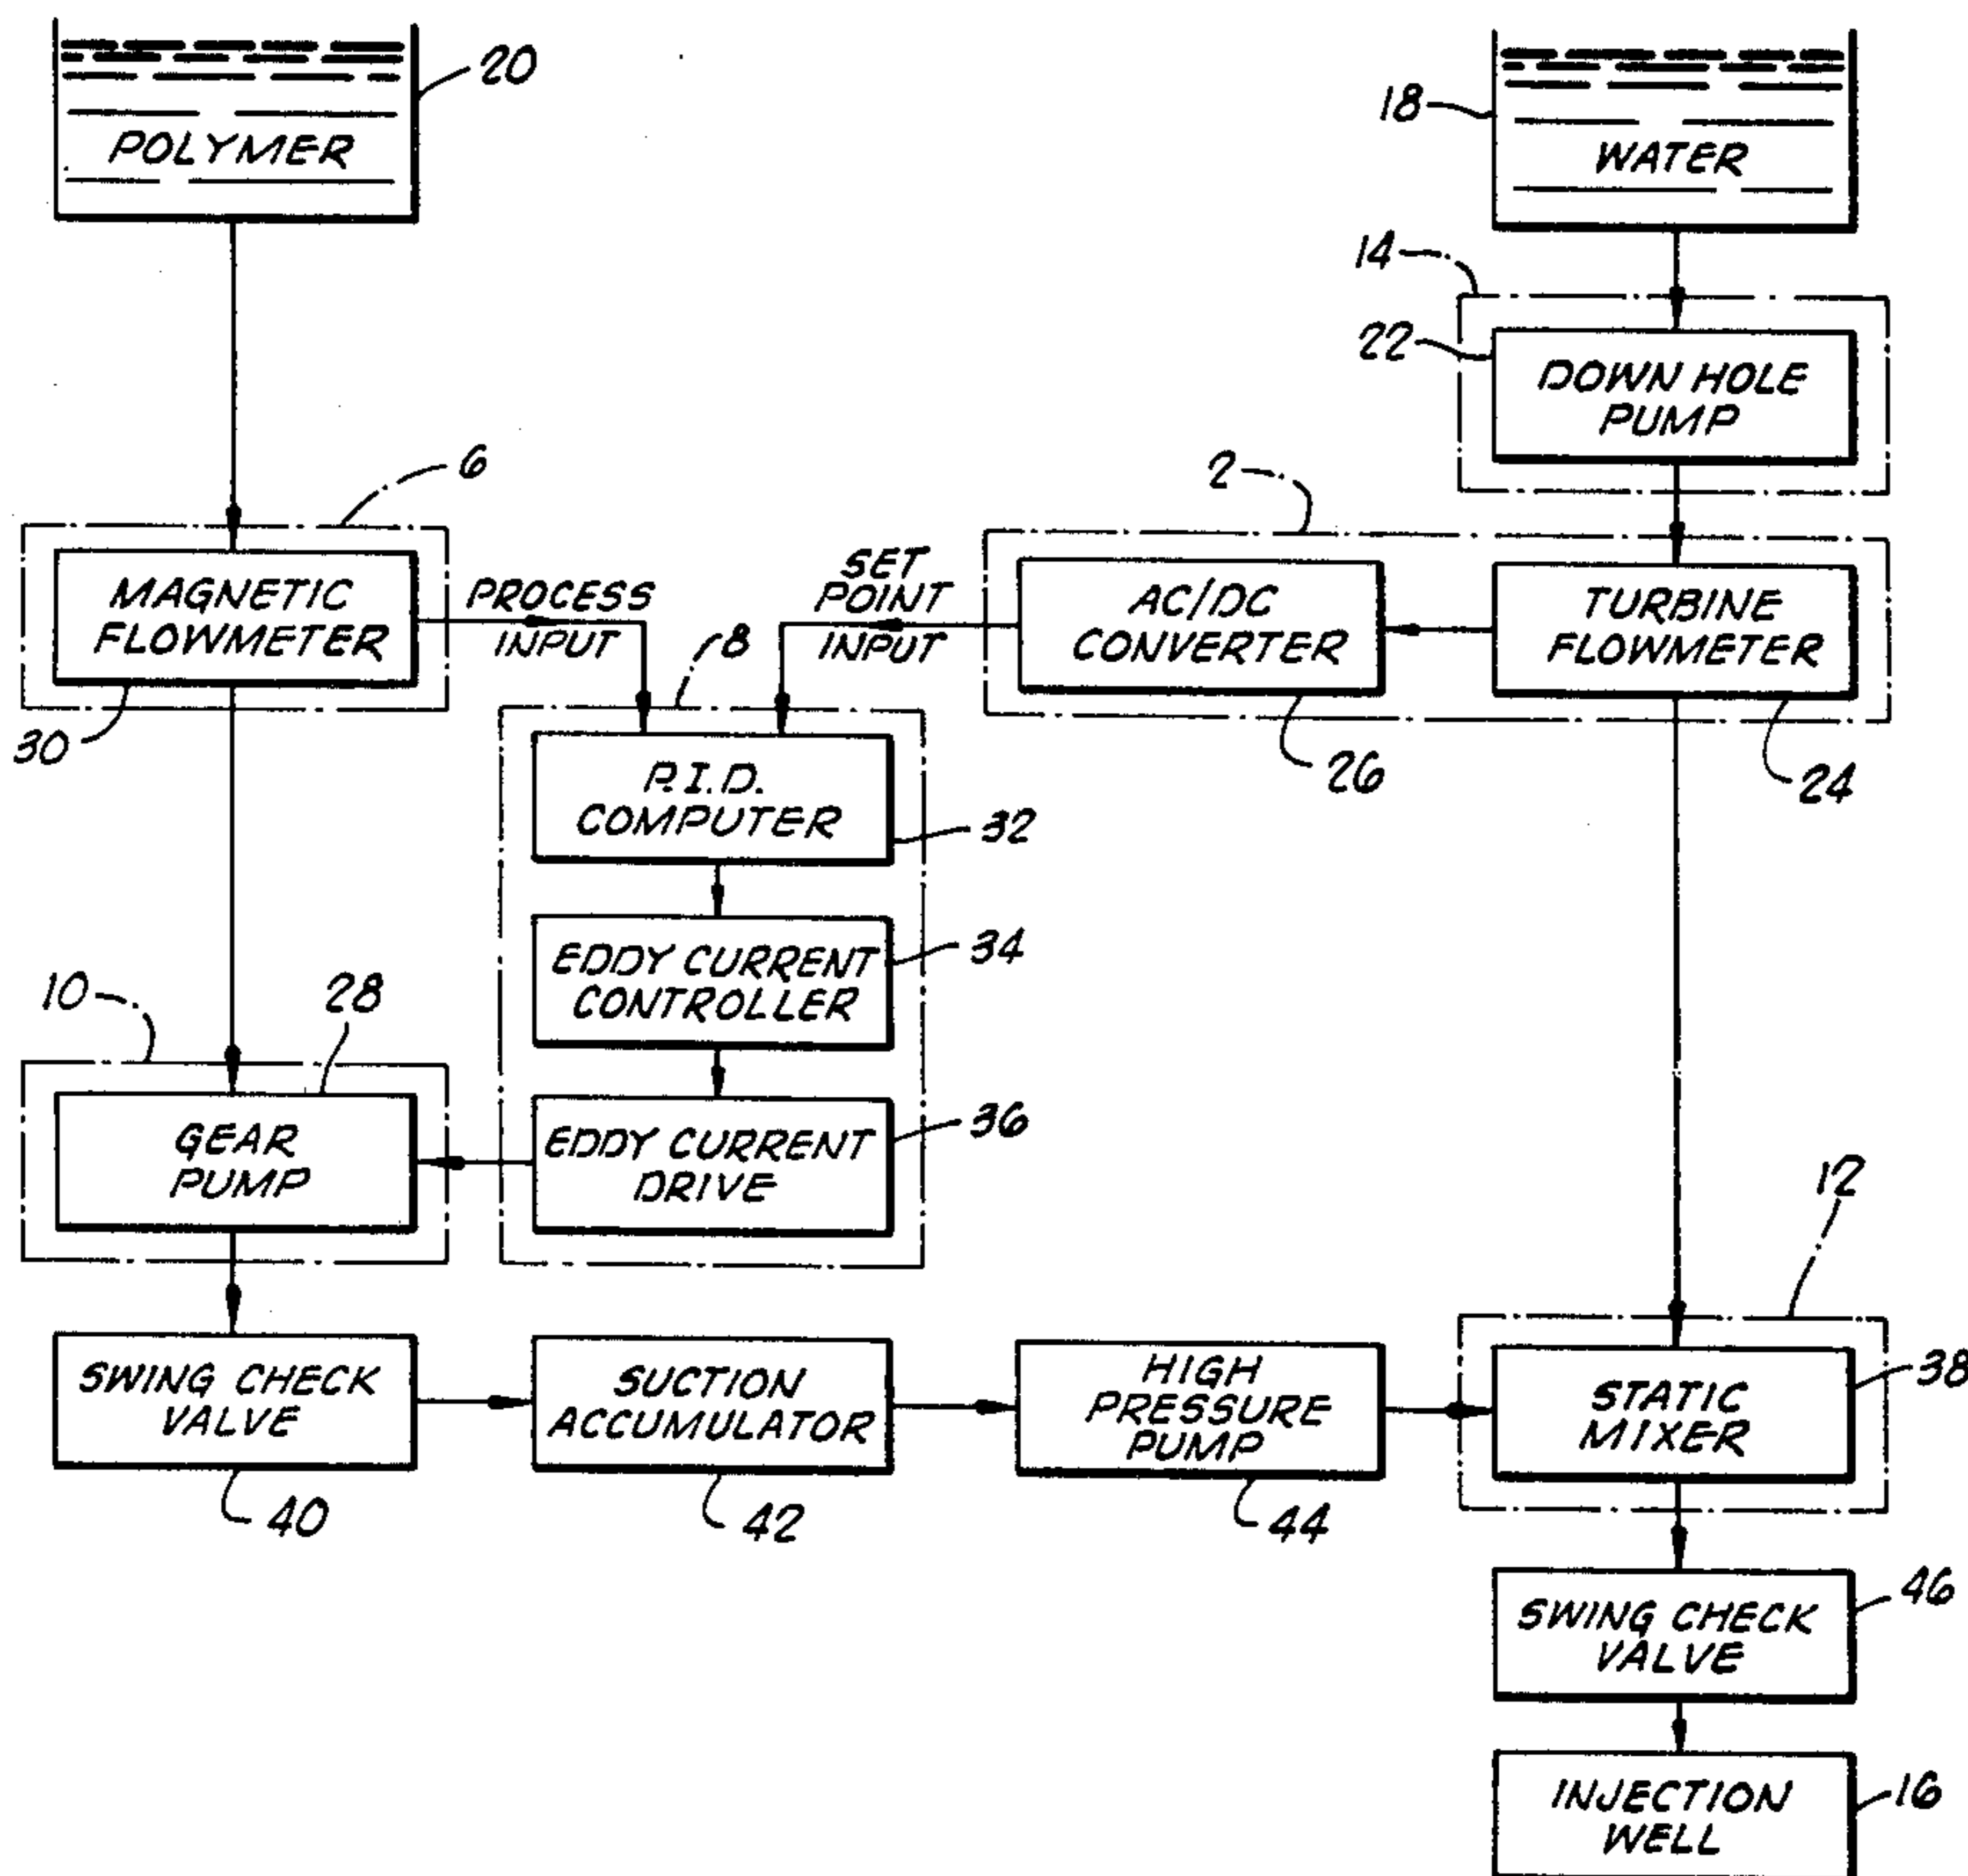 20
POLYMER
18
WATER
14
22
DOWN HOLE
PUMP
6
2
MAGNETIC
FLOWMETER
30
PROCESS
INPUT
SET
POINT
INPUT
8
AC/DC
CONVERTER
26
TURBINE
FLOWMETER
24
P.I.D.
COMPUTER
32
EDDY CURRENT
CONTROLLER
34
10
28
GEAR
PUMP
EDDY CURRENT
DRIVE
36
12
SWING CHECK
VALVE
40
SUCTION
ACCUMULATOR
42
HIGH
PRESSURE
PUMP
44
STATIC
MIXER
38
SWING CHECK
VALVE
46
INJECTION
WELL
16